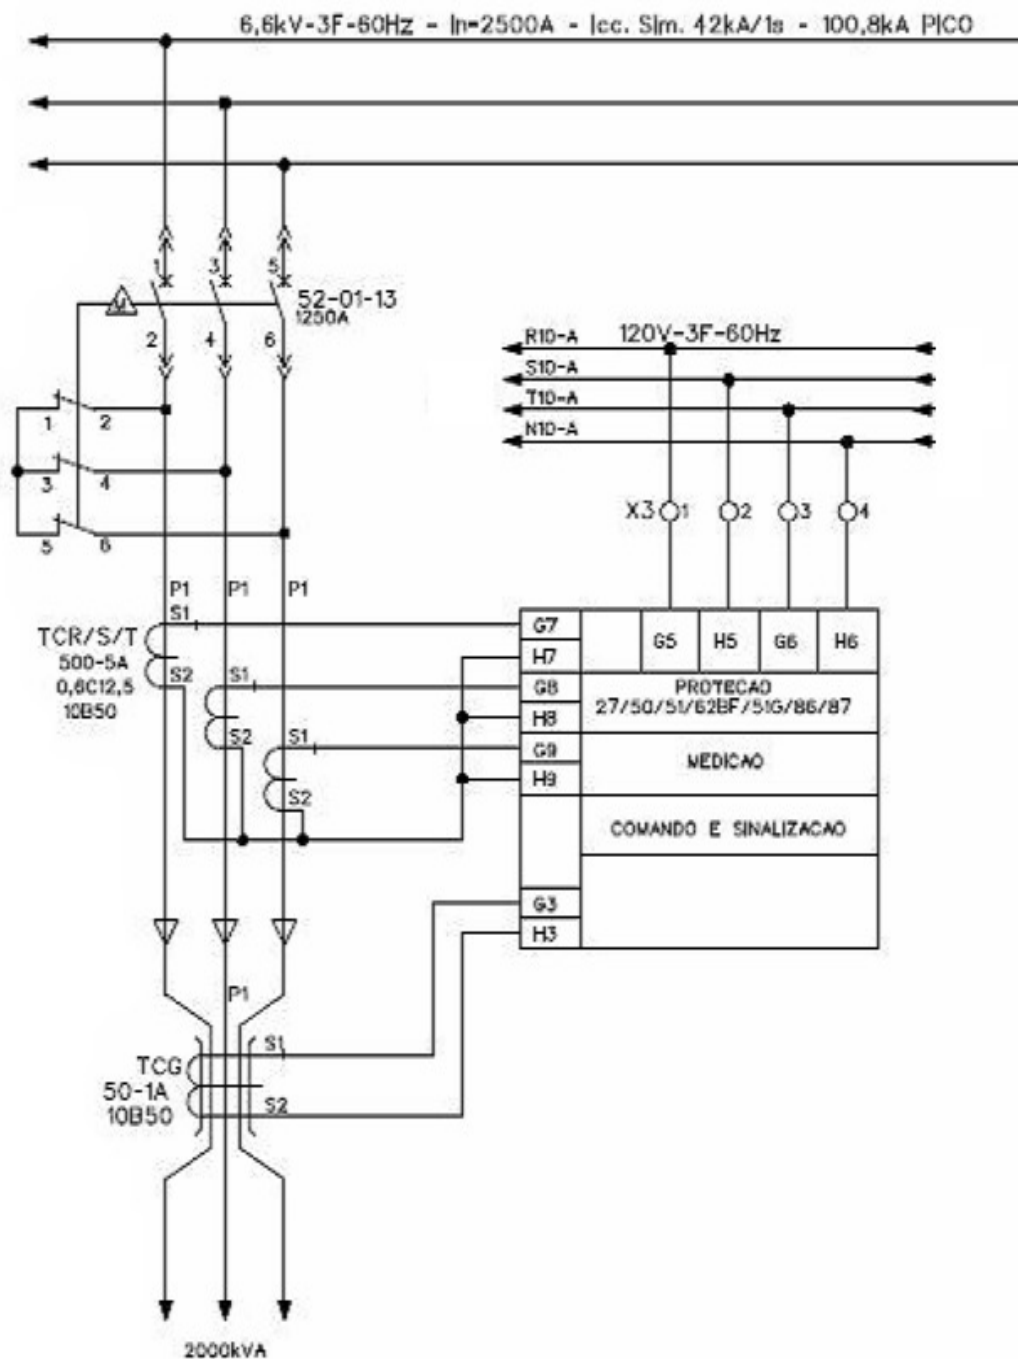 6,6kV-3F-60Hz - In=2500A - Icc. Sim. 42kA/1s - 100,8kA PICO
1 3 5
52-01-13
1250A
2 4 6
R10-A 120V-3F-60Hz
S10-A
T10-A
N10-A
1 2
3 4
5 6
X3 1 2 3 4
P1 P1 P1
S1
TCR/S/T
500-5A
0,6C12,5
10B50
S2
S1
S2
S1
S2
G7
H7
G8
H8
G9
H9
G5 H5 G6 H6
PROTECAO
27/50/51/62BF/51G/86/87
MEDICAO
COMANDO E SINALIZACAO
G3
H3
P1
S1
TCG
50-1A
10B50
S2
2000kVA